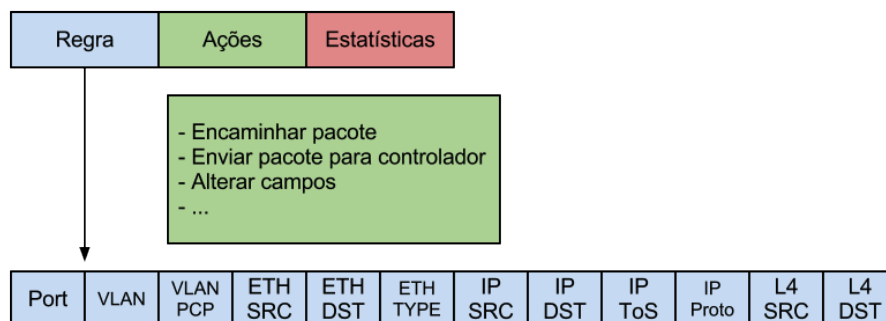 Regra Ações Estatísticas
- Encaminhar pacote
- Enviar pacote para controlador
- Alterar campos
- ...
Port VLAN VLAN PCP ETH SRC ETH DST ETH TYPE IP SRC IP DST IP ToS IP Proto L4 SRC L4 DST